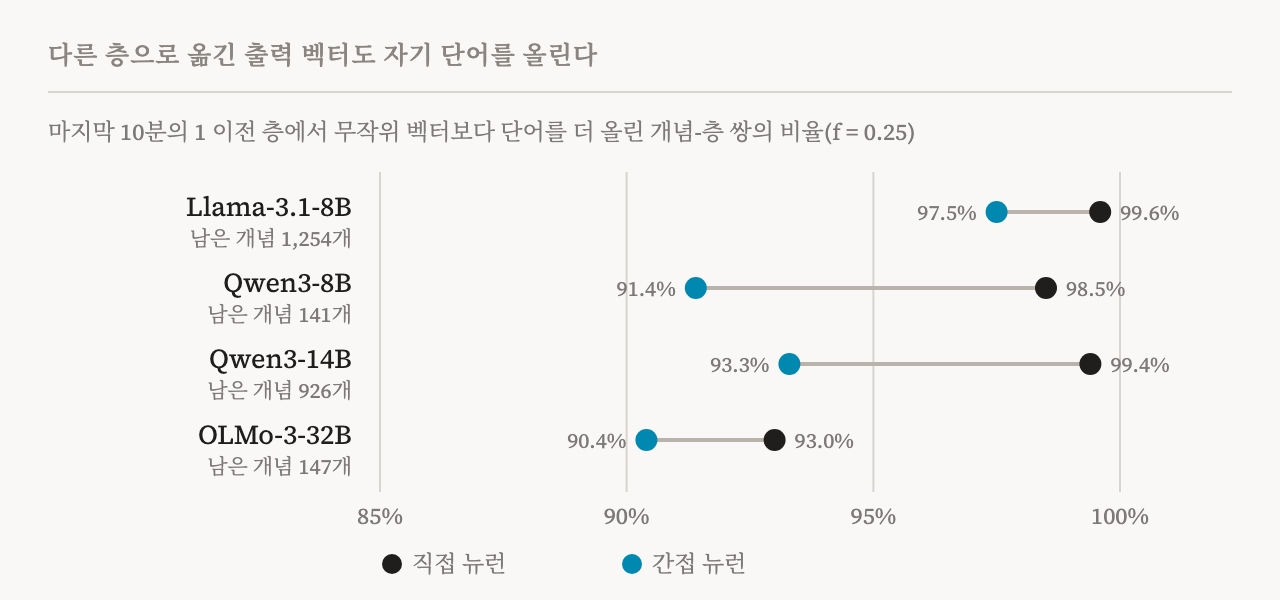 다른 층으로 옮긴 출력 벡터도 자기 단어를 올린다
마지막 10분의 1 이전 층에서 무작위 벡터보다 단어를 더 올린 개념-층 쌍의 비율(f = 0.25)
Llama-3.1-8B
남은 개념 1,254개
97.5%
99.6%
Qwen3-8B
남은 개념 141개
91.4%
98.5%
Qwen3-14B
남은 개념 926개
93.3%
99.4%
OLMo-3-32B
남은 개념 147개
90.4%
93.0%
85%
90%
95%
100%
직접 뉴런
간접 뉴런